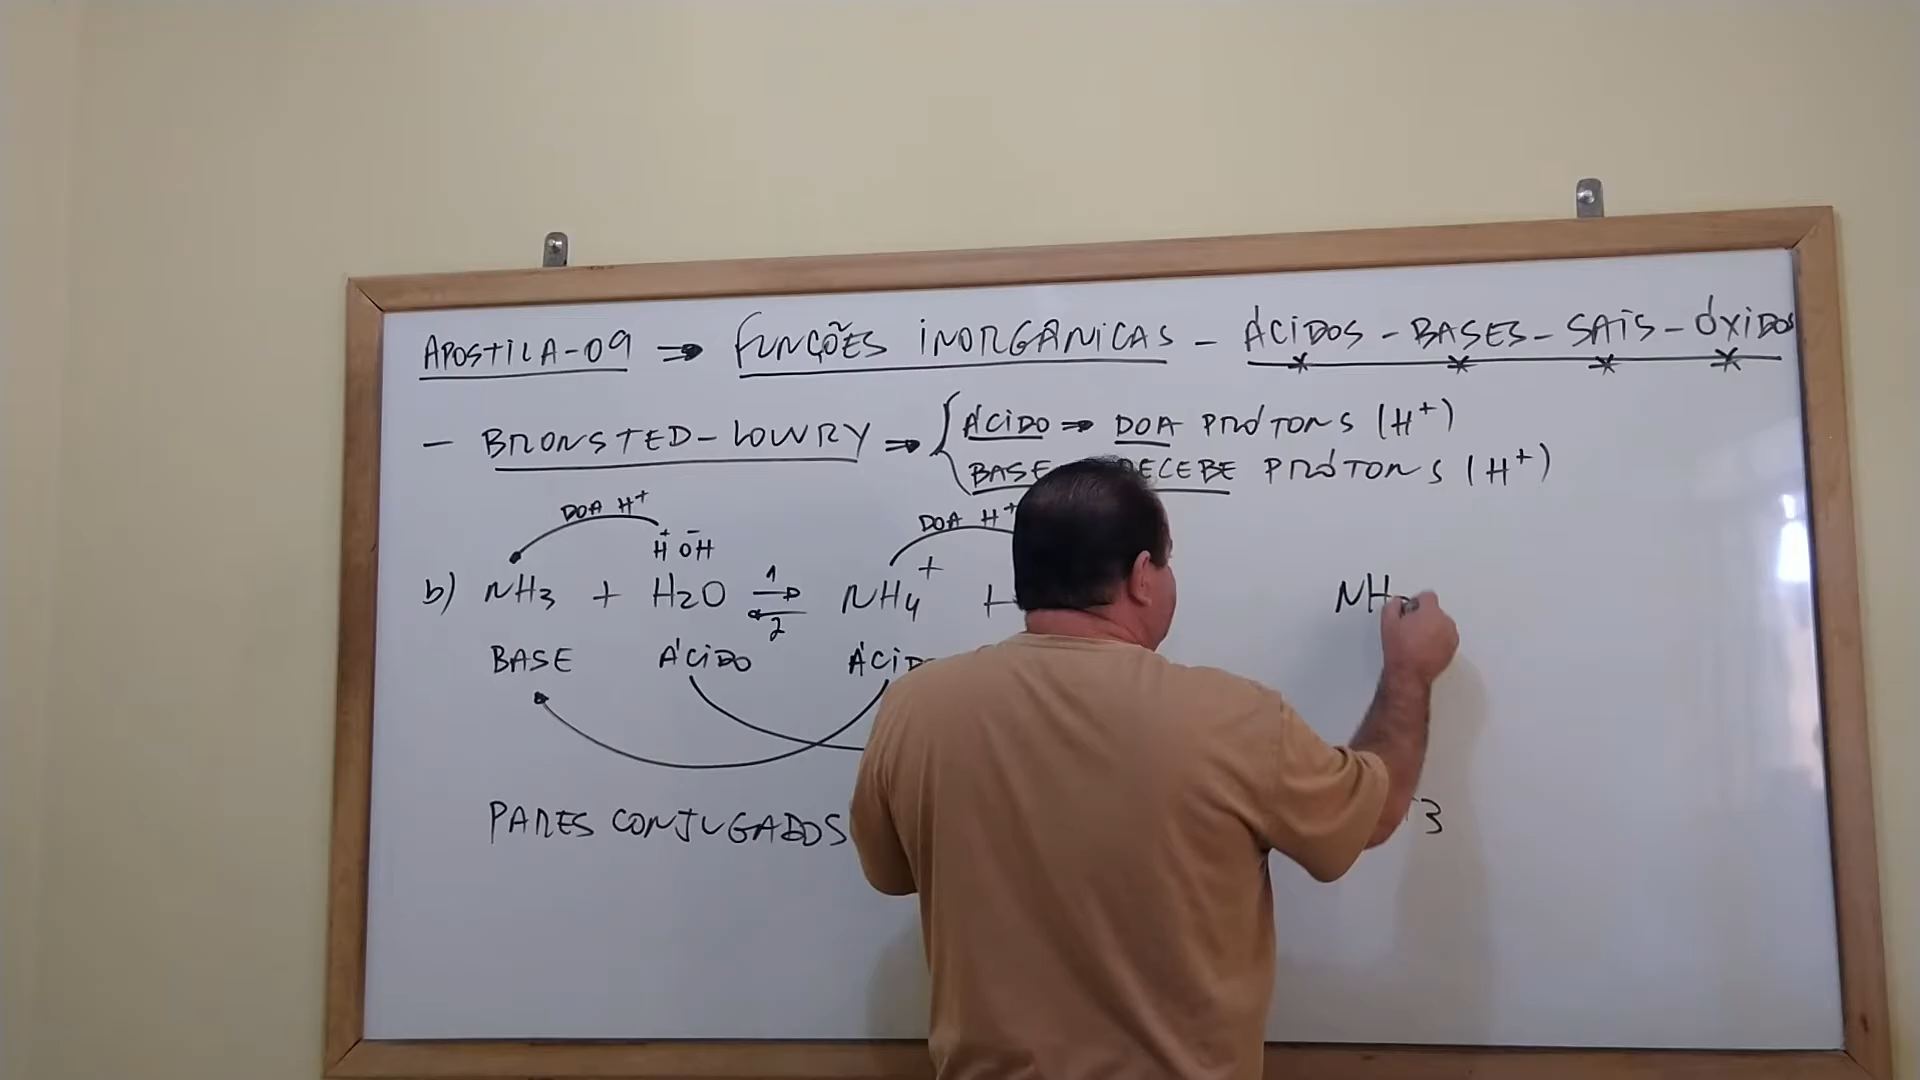 APOSTILA-09 ⇒ FUNÇÕES INORGÂNICAS - ÁCIDOS - BASES - SAIS - ÓXIDOS
- BRONSTED-LOWRY ⇒ { ÁCIDO ⇒ DOA PRÓTONS (H+)
BASE RECEBE PRÓTONS (H+)
DOA H+ DOA H+
H+ OH-
b) NH3 + H2O ⇌ NH4+ + NH
1
2
BASE ÁCIDO ÁCIDO
PARES CONJUGADOS
3